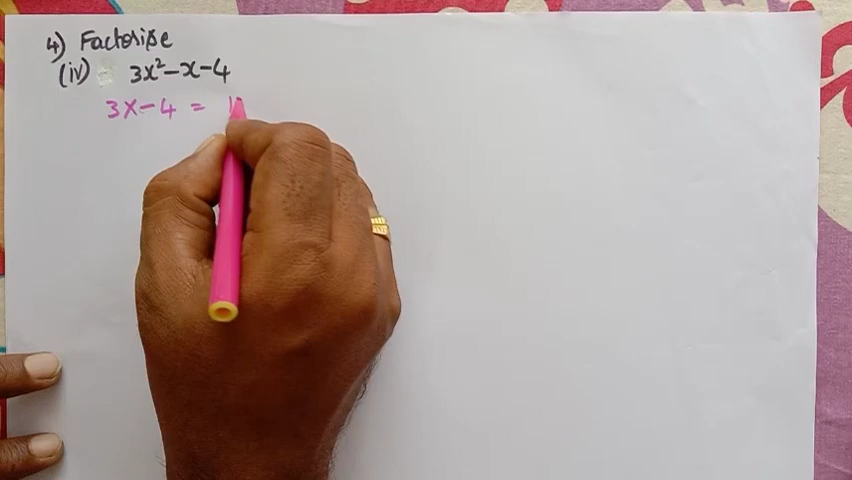 4) Factorise
(iv) 3x²-x-4
3x-4 =